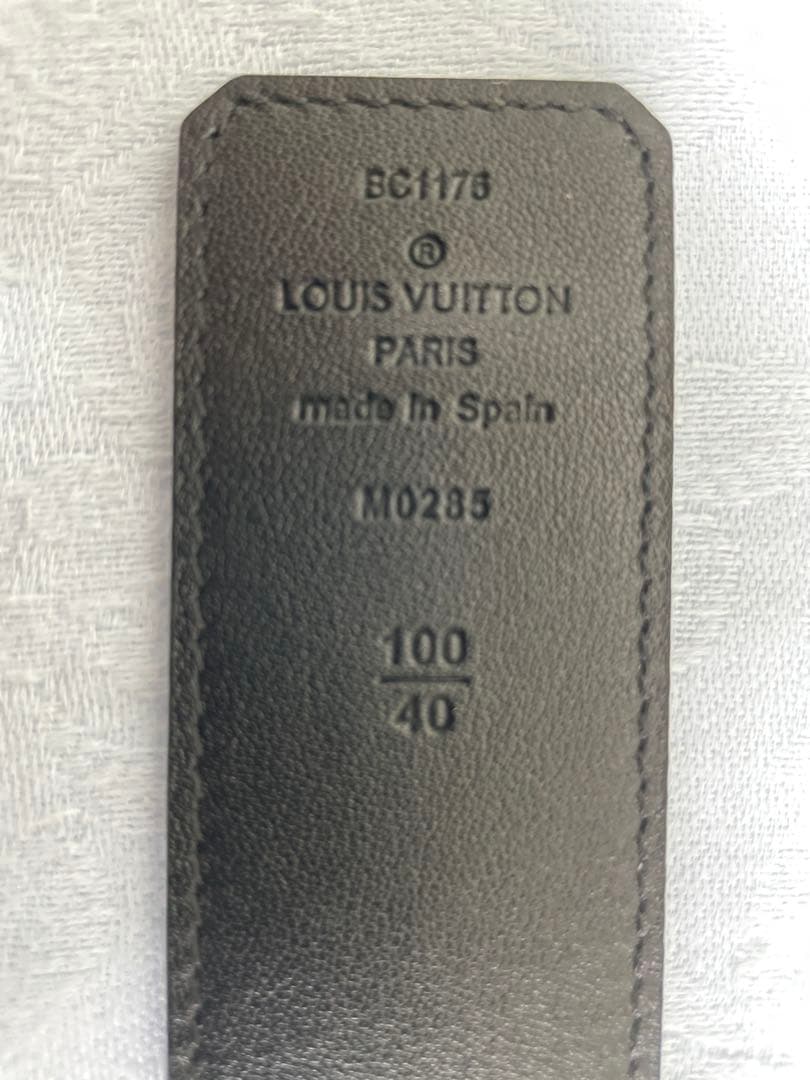 BC1176
®
LOUIS VUITTON
PARIS
made in Spain
M0285
100
40